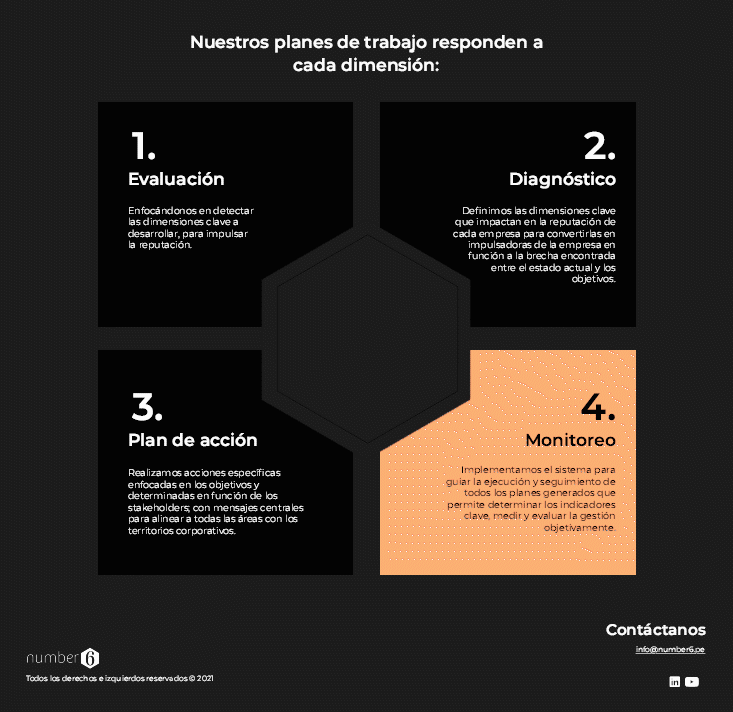 Nuestros planes de trabajo responden a
cada dimensión:
1.
Evaluación
Enfocándonos en detectar
las dimensiones clave a
desarrollar, para impulsar
la reputación.
2.
Diagnóstico
Definimos las dimensiones clave
que impactan en la reputación de
cada empresa para convertirlas en
impulsadoras de la empresa en
función a la brecha encontrada
entre el estado actual y los
objetivos.
3.
Plan de acción
Realizamos acciones específicas
enfocadas en los objetivos y
determinadas en función de los
stakeholders; con mensajes centrales
para alinear a todas las áreas con los
territorios corporativos.
4.
Monitoreo
Implementamos el sistema para
guiar la ejecución y seguimiento de
todos los planes generados que
permite determinar los indicadores
clave, medir y evaluar la gestión
objetivamente.
Contáctanos
info@number6.pe
number 6
Todos los derechos e izquierdos reservados © 2021
in